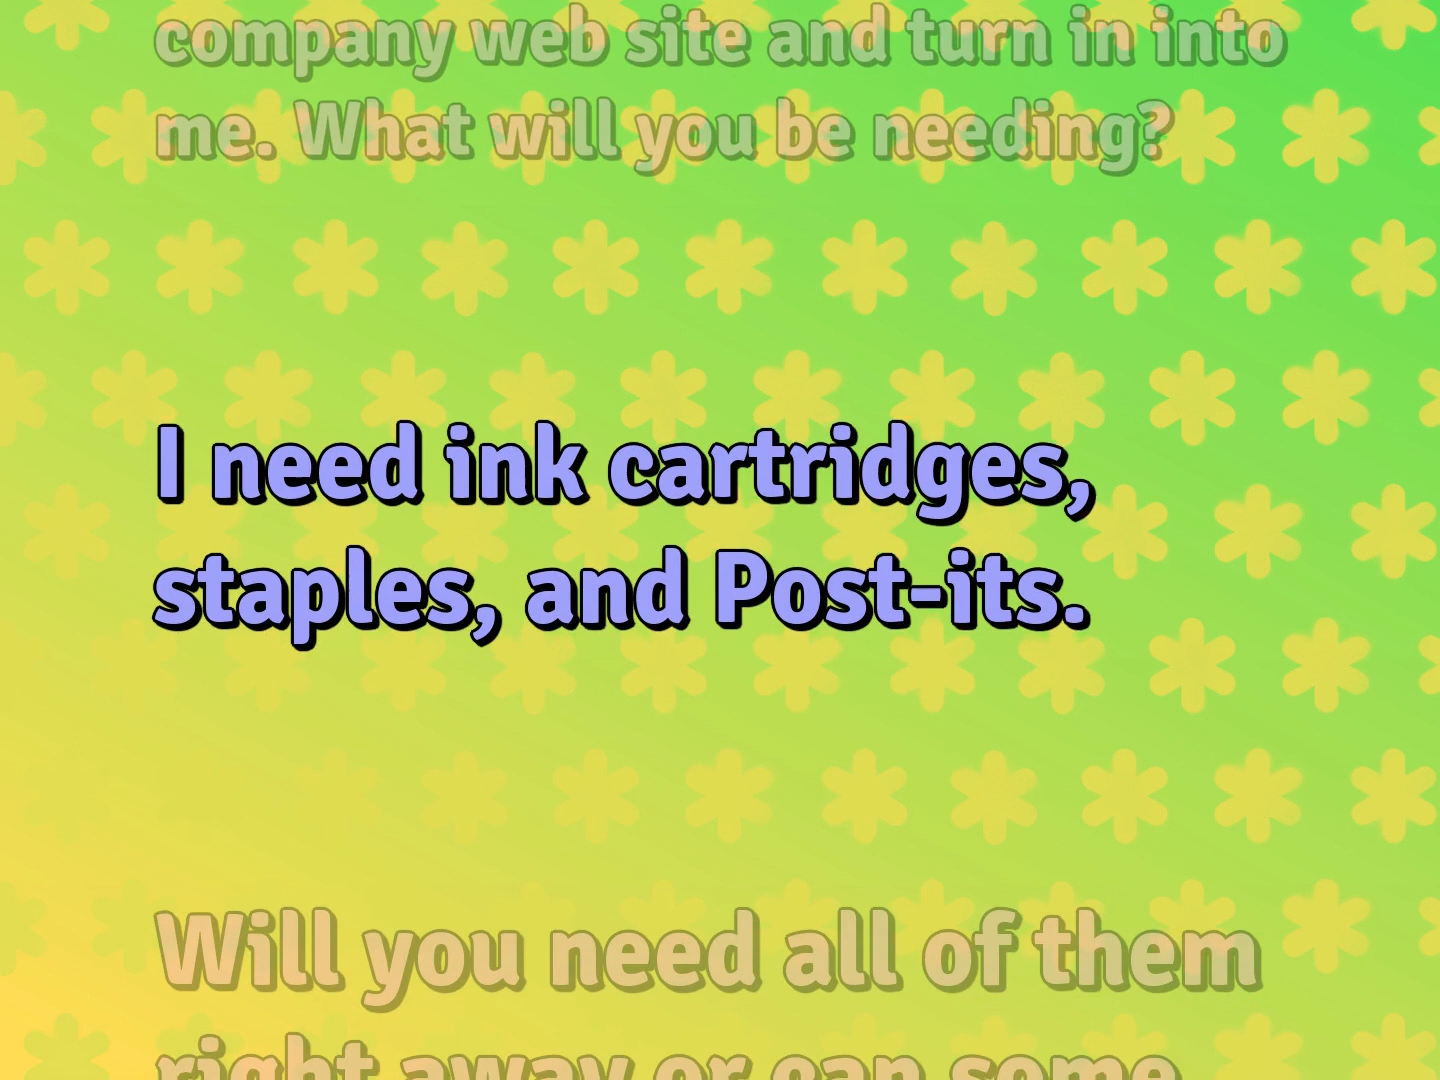 company web site and turn in into
me. What will you be needing?
I need ink cartridges,
staples, and Post-its.
Will you need all of them
right away or can some